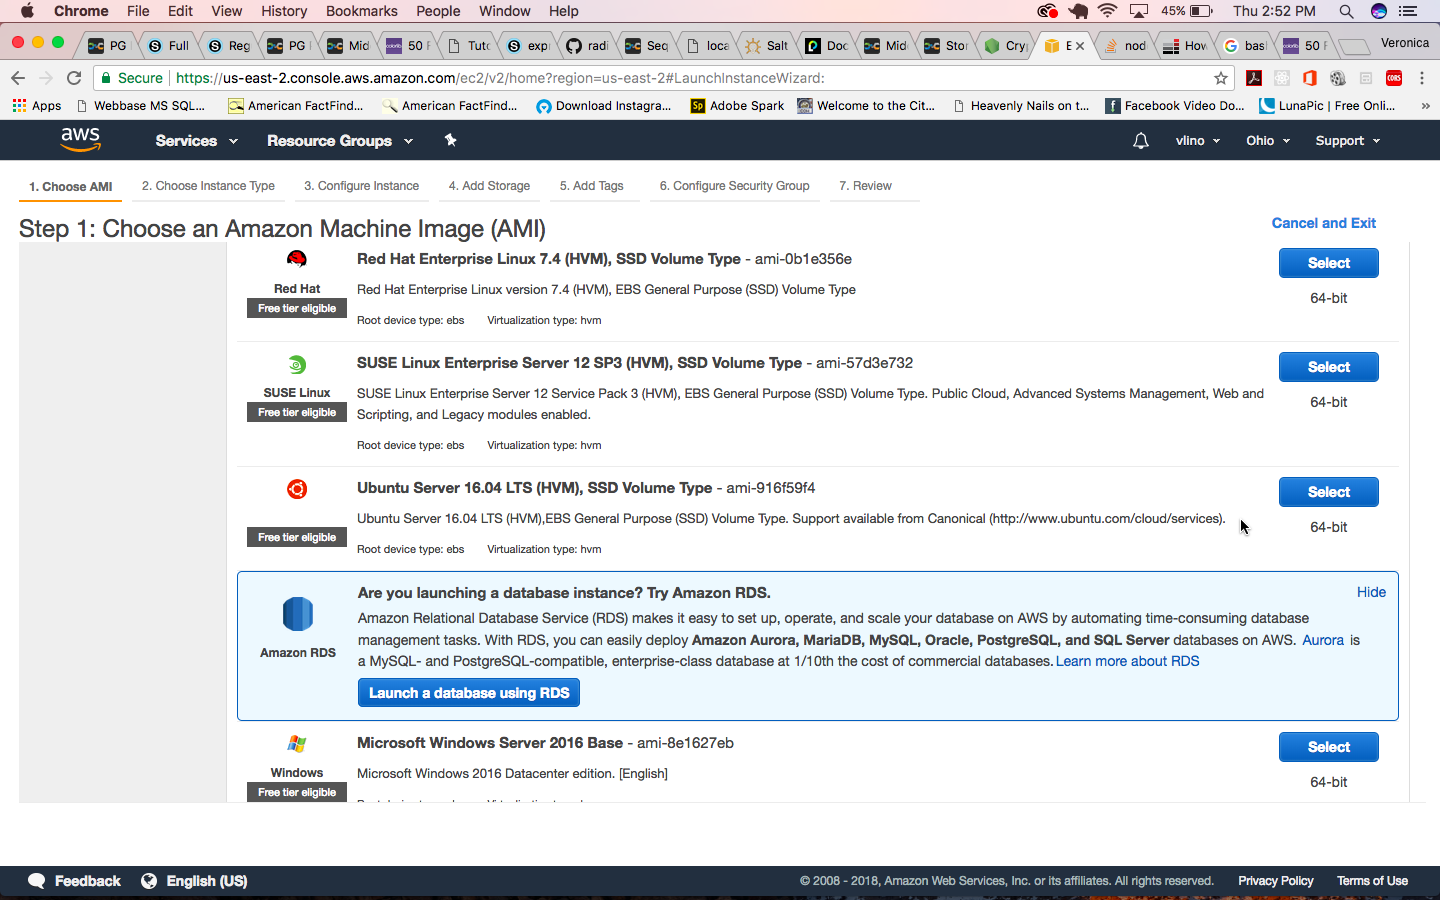 Chrome File Edit View History Bookmarks People Window Help 45% Thu 2:52 PM
PG Full Reg PG Mid 50 F Tuto exp radi Seq loca Salt Doc Mid Stor Cry E nod How bas 50 F Veronica
Secure https://us-east-2.console.aws.amazon.com/ec2/v2/home?region=us-east-2#LaunchInstanceWizard:
Apps Webbase MS SQL... American FactFind... American FactFind... Download Instagra... Adobe Spark Welcome to the Cit... Heavenly Nails on t... Facebook Video Do... LunaPic | Free Onli... »
aws Services Resource Groups vlino Ohio Support
1. Choose AMI 2. Choose Instance Type 3. Configure Instance 4. Add Storage 5. Add Tags 6. Configure Security Group 7. Review
Step 1: Choose an Amazon Machine Image (AMI) Cancel and Exit
Red Hat Enterprise Linux 7.4 (HVM), SSD Volume Type - ami-0b1e356e Select
Red Hat Red Hat Enterprise Linux version 7.4 (HVM), EBS General Purpose (SSD) Volume Type 64-bit
Free tier eligible
Root device type: ebs Virtualization type: hvm
SUSE Linux Enterprise Server 12 SP3 (HVM), SSD Volume Type - ami-57d3e732 Select
SUSE Linux SUSE Linux Enterprise Server 12 Service Pack 3 (HVM), EBS General Purpose (SSD) Volume Type. Public Cloud, Advanced Systems Management, Web and 64-bit
Free tier eligible Scripting, and Legacy modules enabled.
Root device type: ebs Virtualization type: hvm
Ubuntu Server 16.04 LTS (HVM), SSD Volume Type - ami-916f59f4 Select
Ubuntu Server 16.04 LTS (HVM),EBS General Purpose (SSD) Volume Type. Support available from Canonical (http://www.ubuntu.com/cloud/services). 64-bit
Free tier eligible
Root device type: ebs Virtualization type: hvm
Are you launching a database instance? Try Amazon RDS. Hide
Amazon Relational Database Service (RDS) makes it easy to set up, operate, and scale your database on AWS by automating time-consuming database
management tasks. With RDS, you can easily deploy Amazon Aurora, MariaDB, MySQL, Oracle, PostgreSQL, and SQL Server databases on AWS. Aurora is
Amazon RDS a MySQL- and PostgreSQL-compatible, enterprise-class database at 1/10th the cost of commercial databases. Learn more about RDS
Launch a database using RDS
Microsoft Windows Server 2016 Base - ami-8e1627eb Select
Windows Microsoft Windows 2016 Datacenter edition. [English] 64-bit
Free tier eligible
Feedback English (US) © 2008 - 2018, Amazon Web Services, Inc. or its affiliates. All rights reserved. Privacy Policy Terms of Use